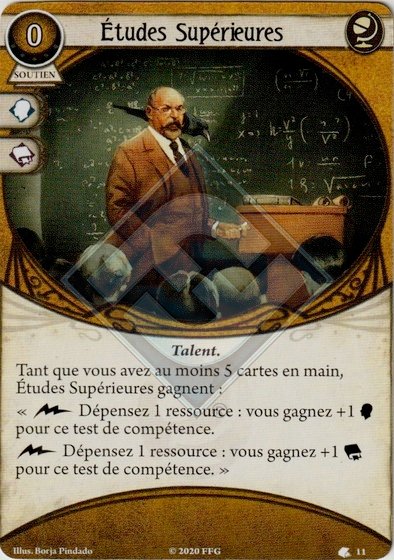 0
SOUTIEN
Études Supérieures
Talent.
Tant que vous avez au moins 5 cartes en main,
Études Supérieures gagnent :
« Dépensez 1 ressource : vous gagnez +1
pour ce test de compétence.
Dépensez 1 ressource : vous gagnez +1
pour ce test de compétence. »
Illus. Borja Pindado
© 2020 FFG
11